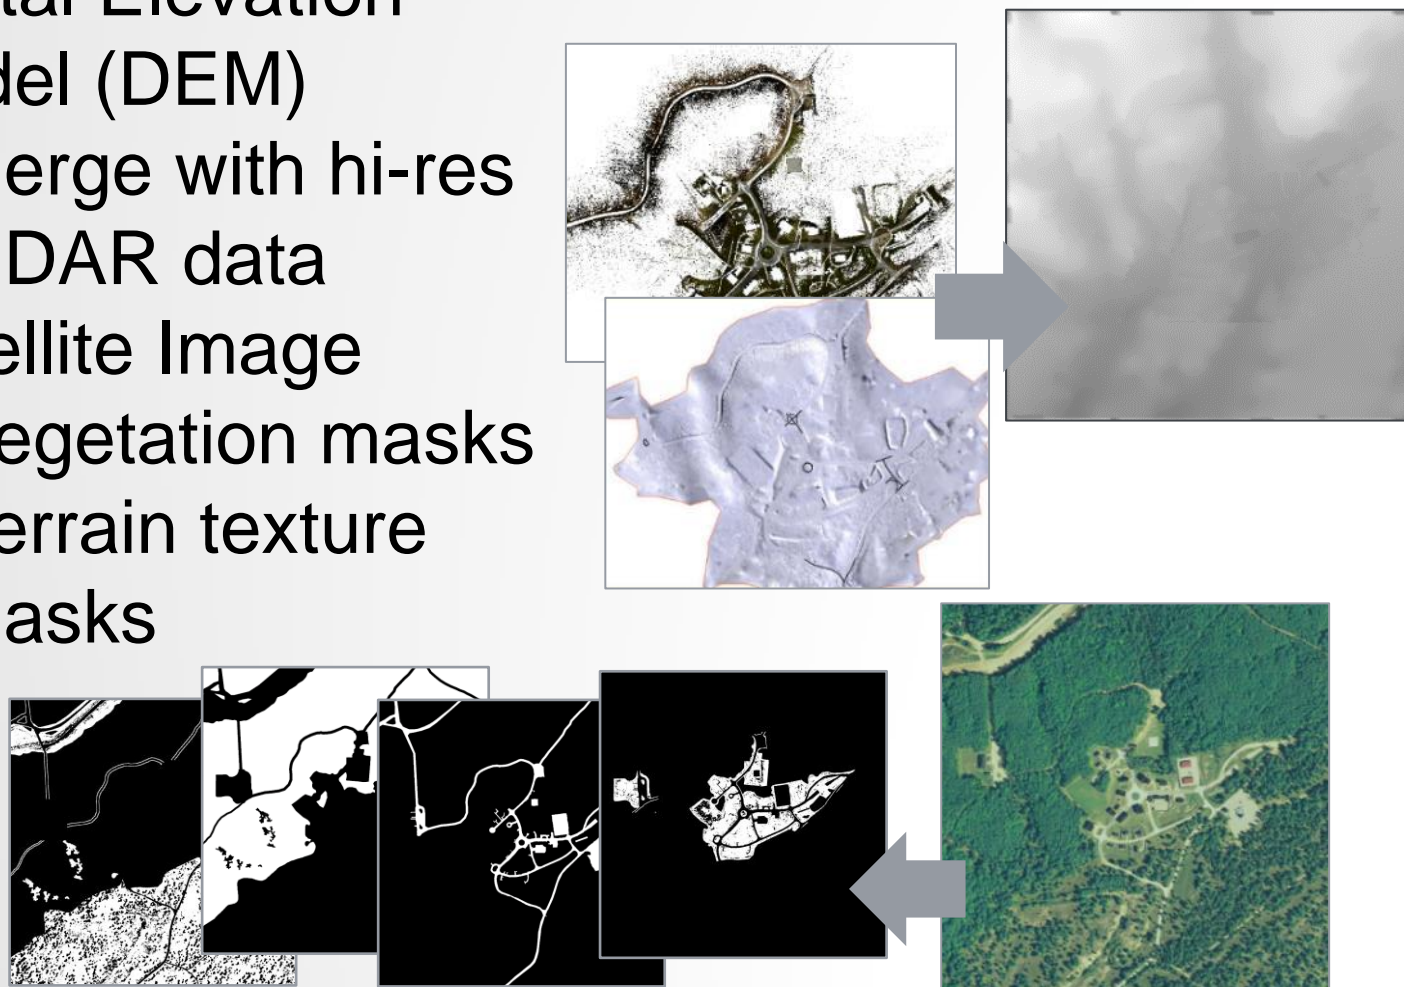 tal Elevation
del (DEM)
erge with hi-res
DAR data
ellite Image
egetation masks
errain texture
asks